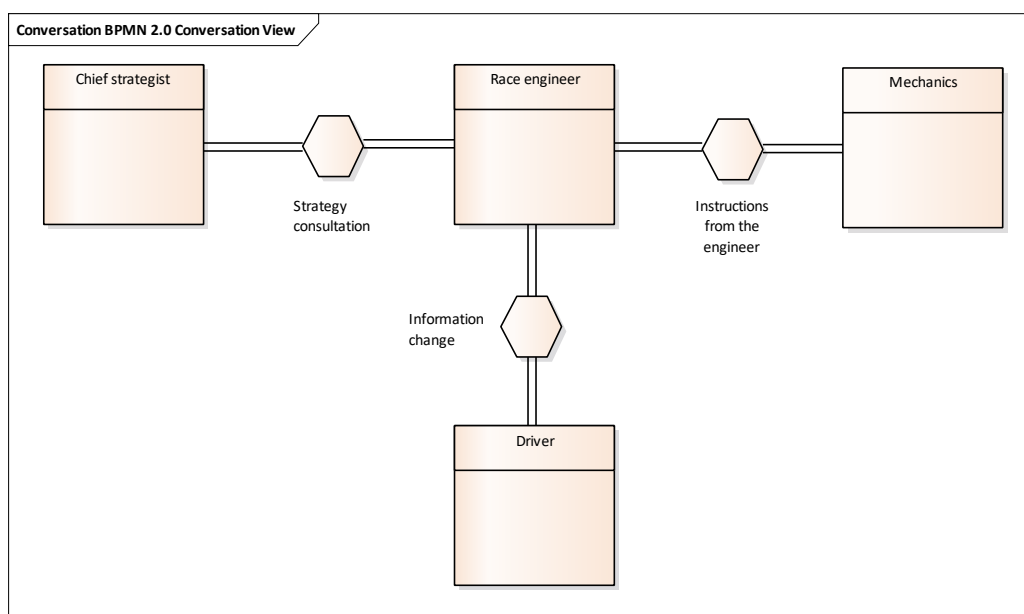 Conversation BPMN 2.0 Conversation View
Chief strategist
Race engineer
Mechanics
Strategy
consultation
Instructions
from the
engineer
Information
change
Driver